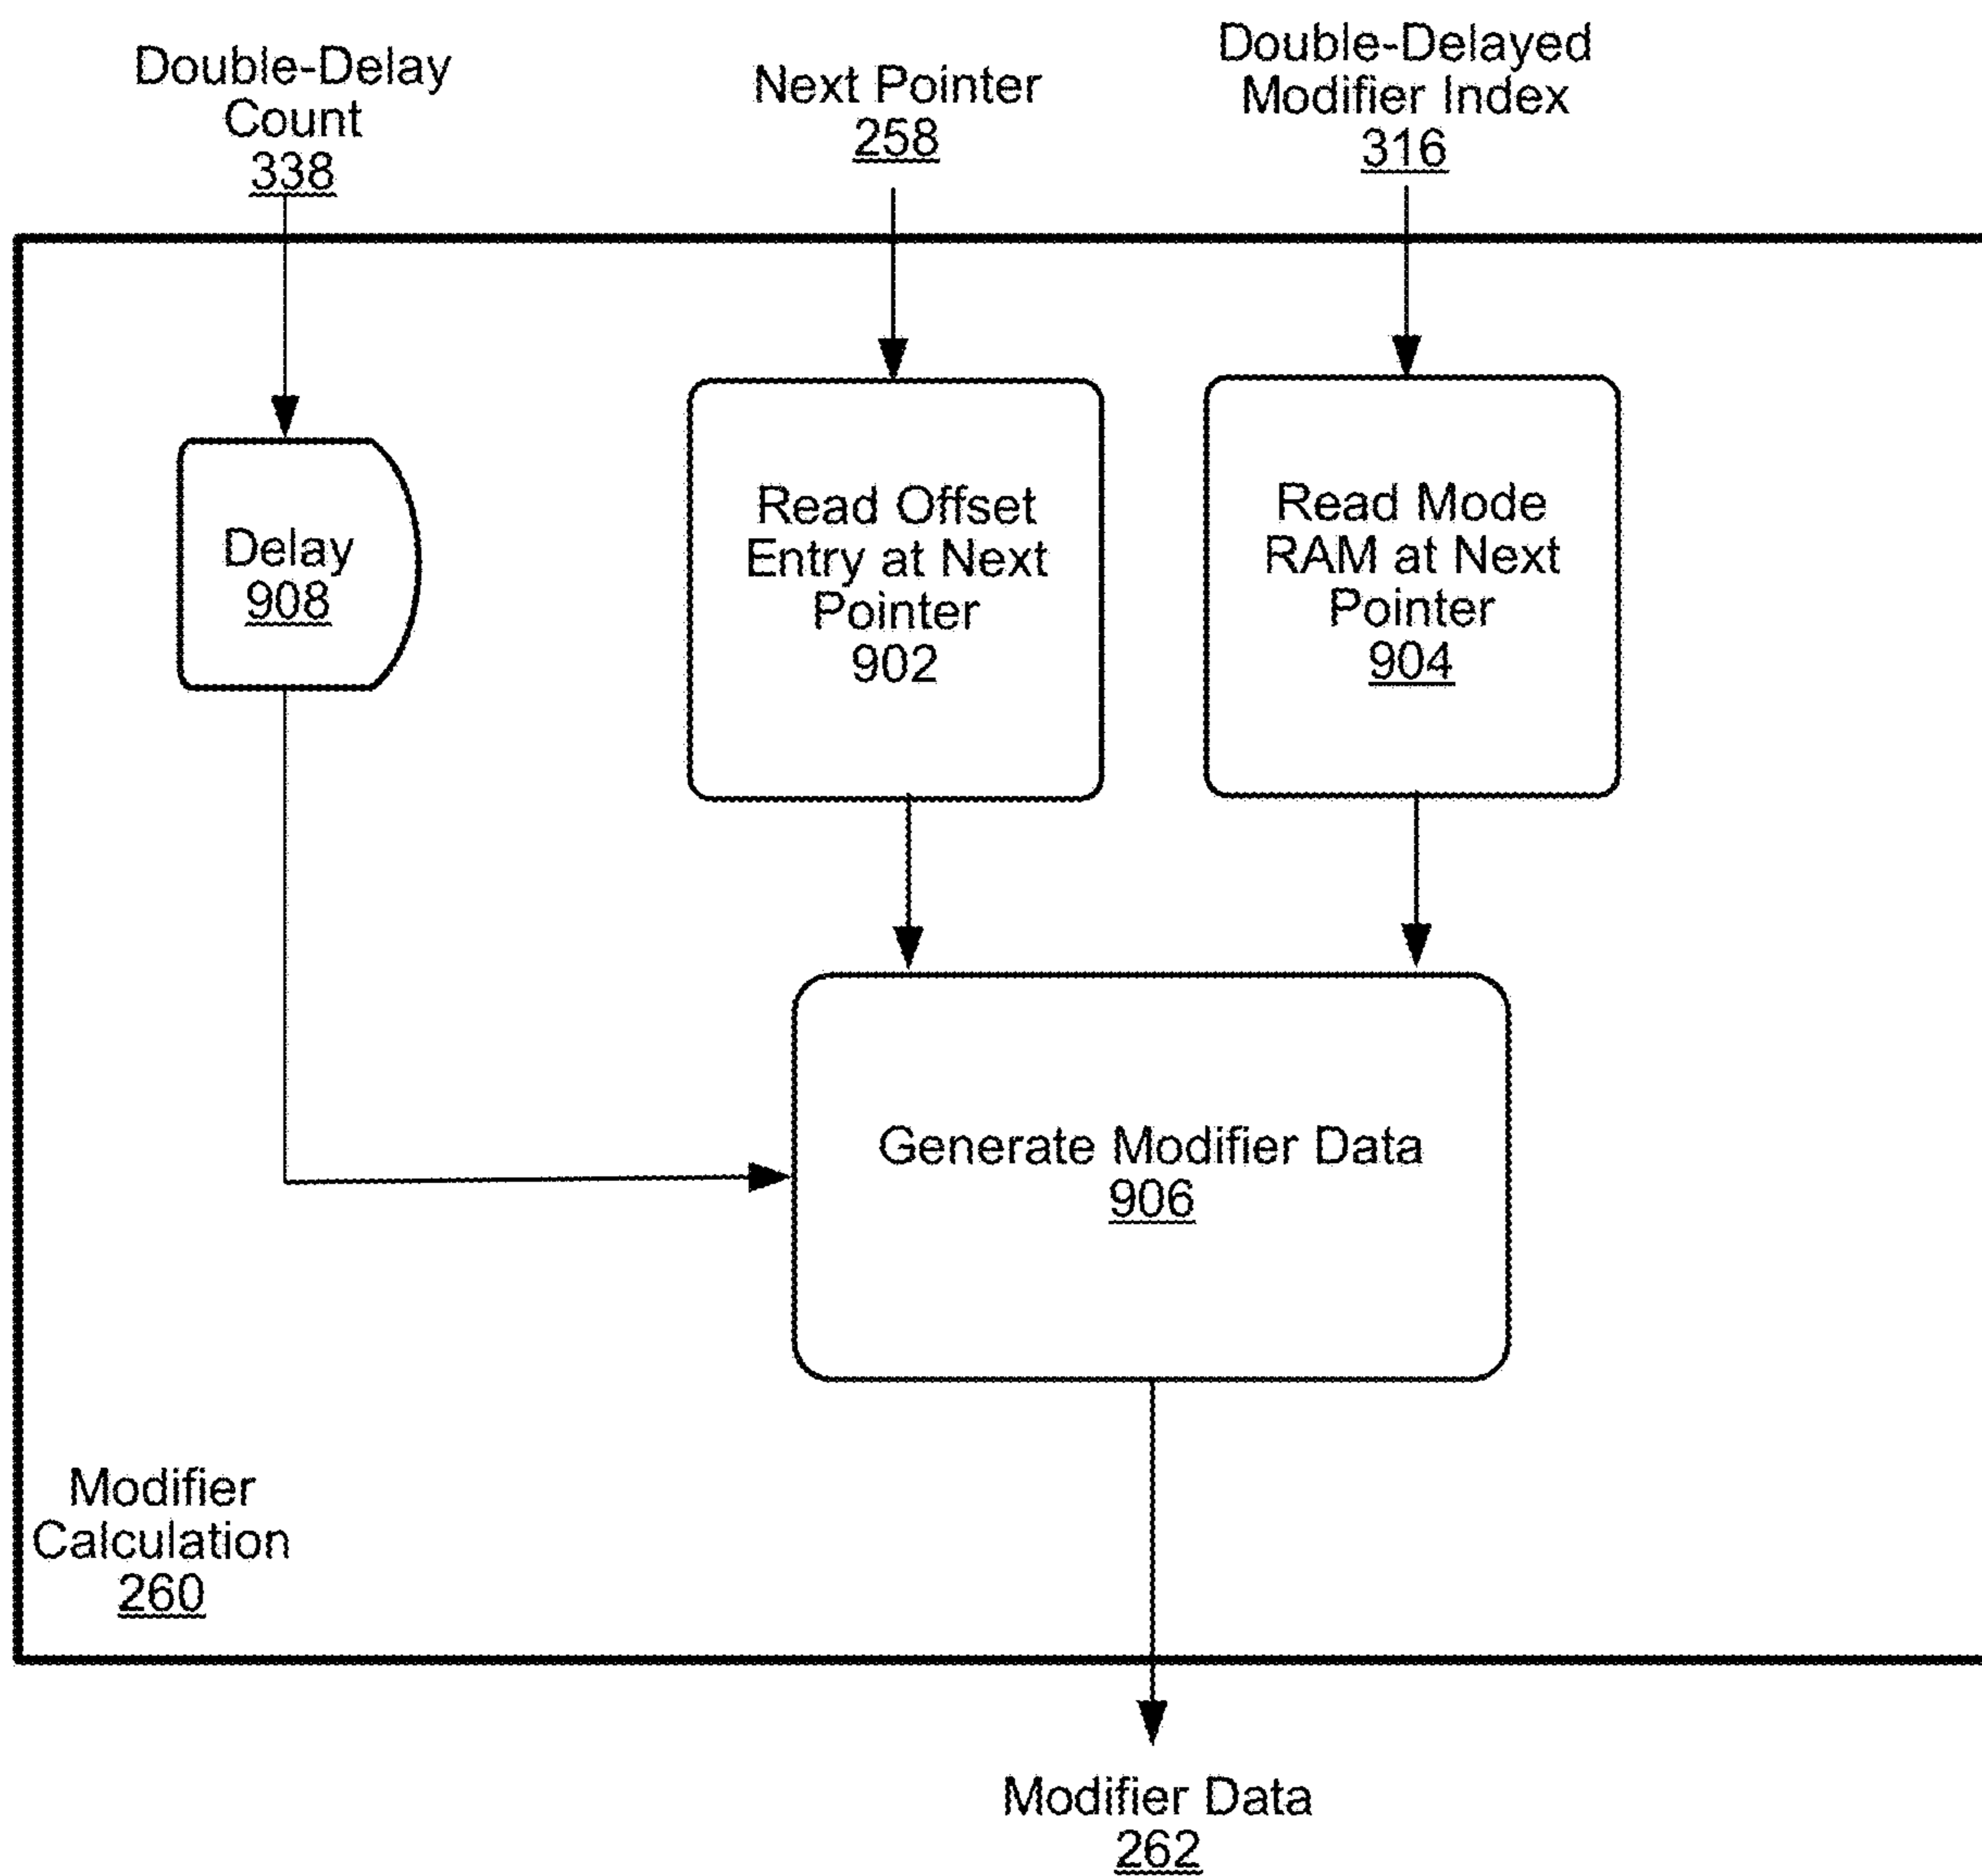 Double-Delay
Count
338
Next Pointer
258
Double-Delayed
Modifier Index
316
Delay
908
Read Offset
Entry at Next
Pointer
902
Read Mode
RAM at Next
Pointer
904
Generate Modifier Data
906
Modifier
Calculation
260
Modifier Data
262